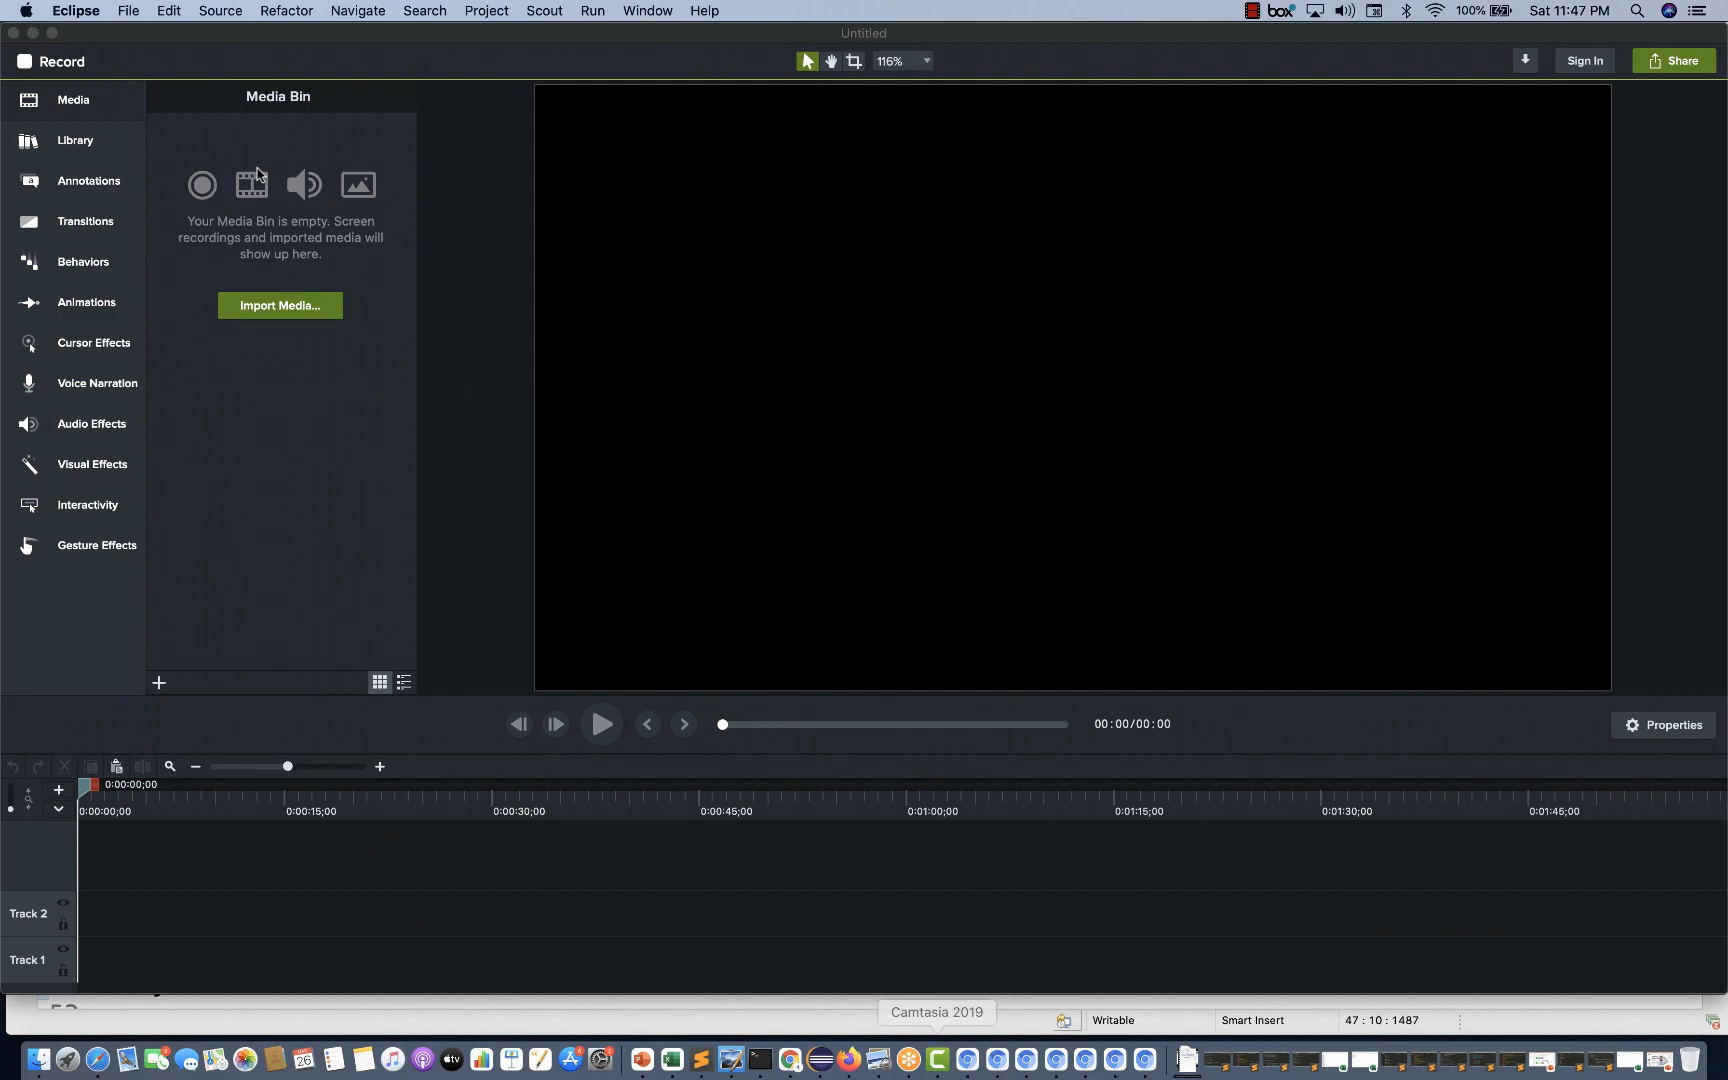 Eclipse File Edit Source Refactor Navigate Search Project Scout Run Window Help box 100% Sat 11:47 PM
Untitled
Record 116% Sign In Share
Media
Media Bin
Library
Annotations
Transitions
Behaviors
Animations
Cursor Effects
Voice Narration
Audio Effects
Visual Effects
Interactivity
Gesture Effects
Your Media Bin is empty. Screen
recordings and imported media will
show up here.
Import Media...
00:00/00:00
Properties
0:00:00;00
0:00:00;00 0:00:15;00 0:00:30;00 0:00:45;00 0:01:00;00 0:01:15;00 0:01:30;00 0:01:45;00
Track 2
Track 1
Camtasia 2019
Writable Smart Insert 47 : 10 : 1487
26
tv